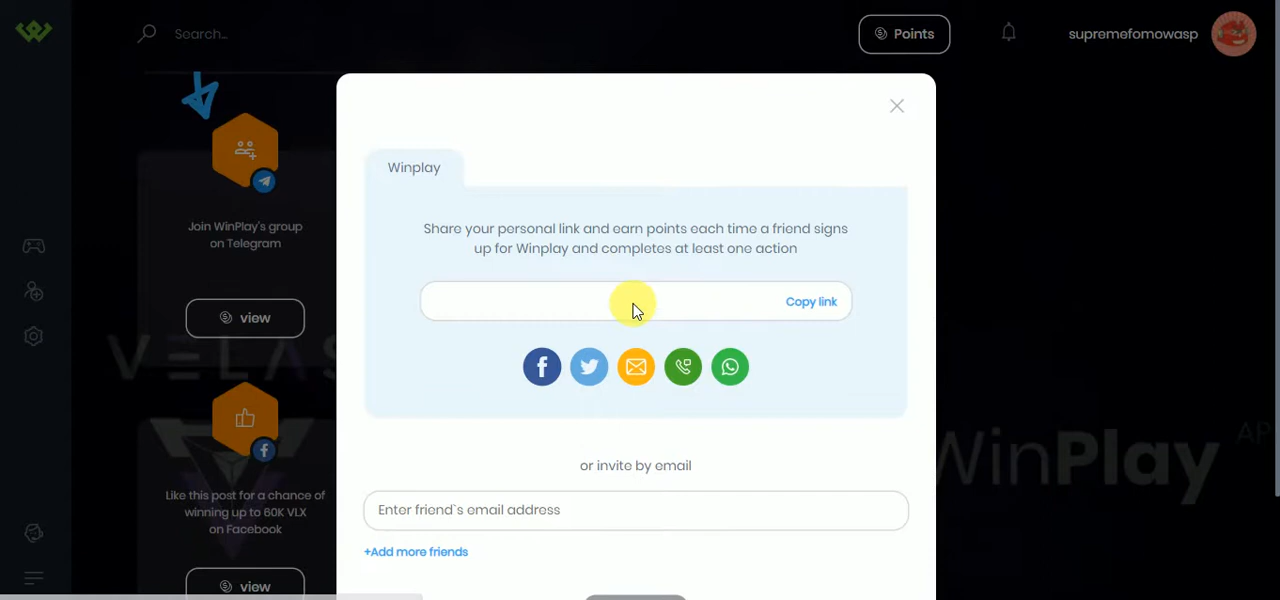 Search...
Points
supremefomowasp
Winplay
Share your personal link and earn points each time a friend signs
up for Winplay and completes at least one action
Copy link
or invite by email
Enter friend`s email address
+Add more friends
Join WinPlay's group
on Telegram
view
VELAS
Like this post for a chance of
winning up to 60K VLX
on Facebook
view
WinPlay
AP